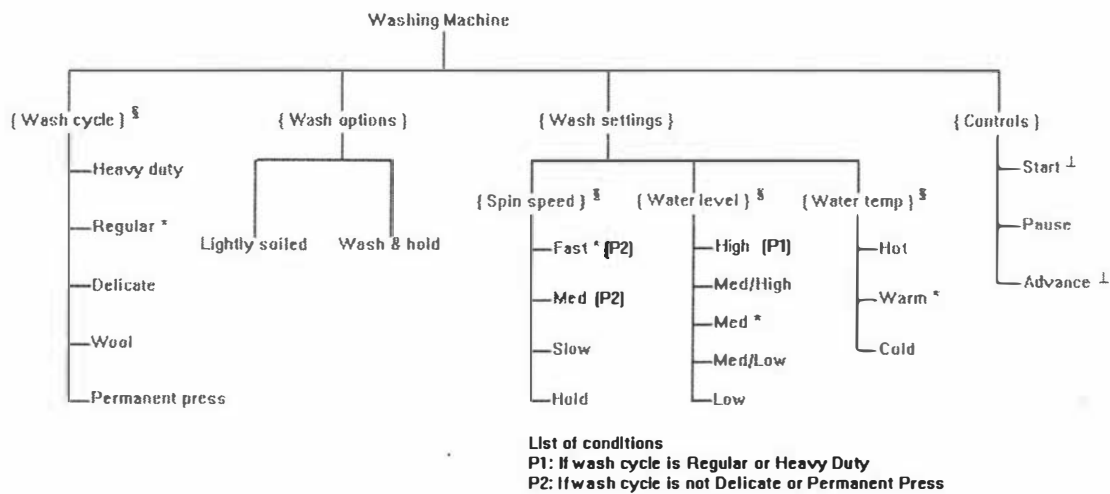 Washing Machine
{ Wash cycle } § { Wash options } { Wash settings } { Controls }
Heavy duty
Regular *
Delicate
Wool
Permanent press
Lightly soiled Wash & hold
{ Spin speed } § { Water level } § { Water temp } §
Fast * (P2)
Med (P2)
Slow
Hold
High (P1)
Med/High
Med *
Med/Low
Low
Hot
Warm *
Cold
Start ⊥
Pause
Advance ⊥
List of conditions
P1: If wash cycle is Regular or Heavy Duty
P2: If wash cycle is not Delicate or Permanent Press